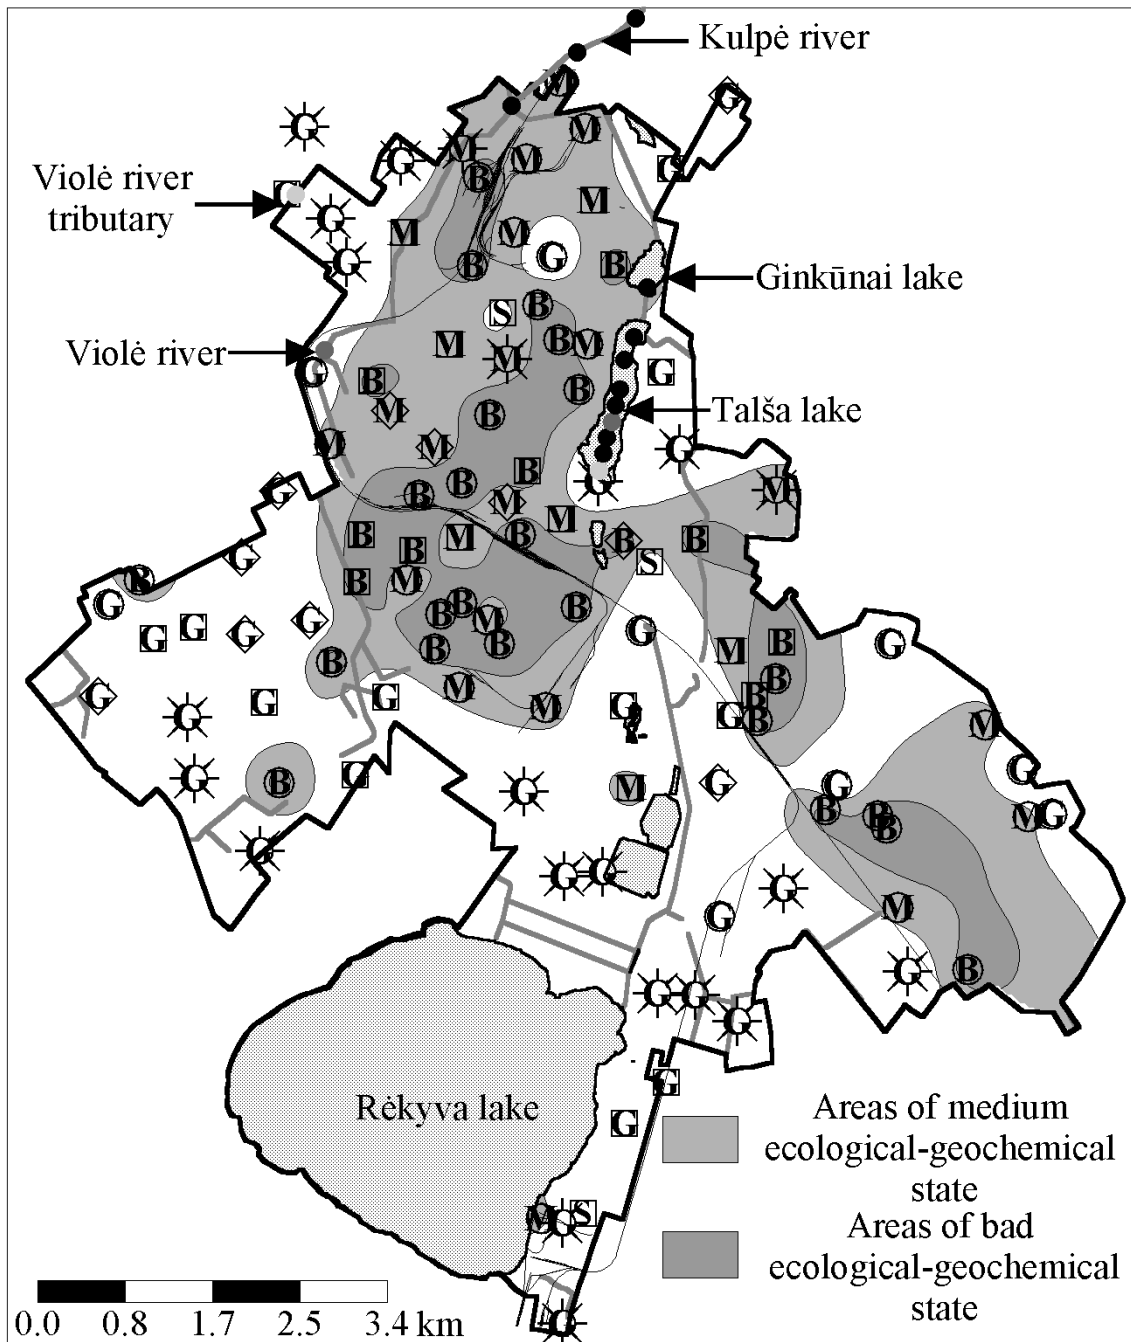 Kulpė river
M
G
G M
M M G G
B
Violė river
tributary
G M
G
M M
G B G B
Ginkūnai lake
B
S
M B M
Violė river
M
G B G
B
M B Talša lake
M M G
B
B G
G B M
M
M
B M B B B
B
G S
B B B M
G B B M B
G G G G G
B B M B G
B
B
G M G B
G M G
G G B M
G G B G G G
G M
B B M G
B
G
G G
G
M G
G B
G G
G
G
Rėkyva lake
G
Areas of medium
ecological-geochemical
state
M G S
Areas of bad
ecological-geochemical
state
G
0.0 0.8 1.7 2.5 3.4 km